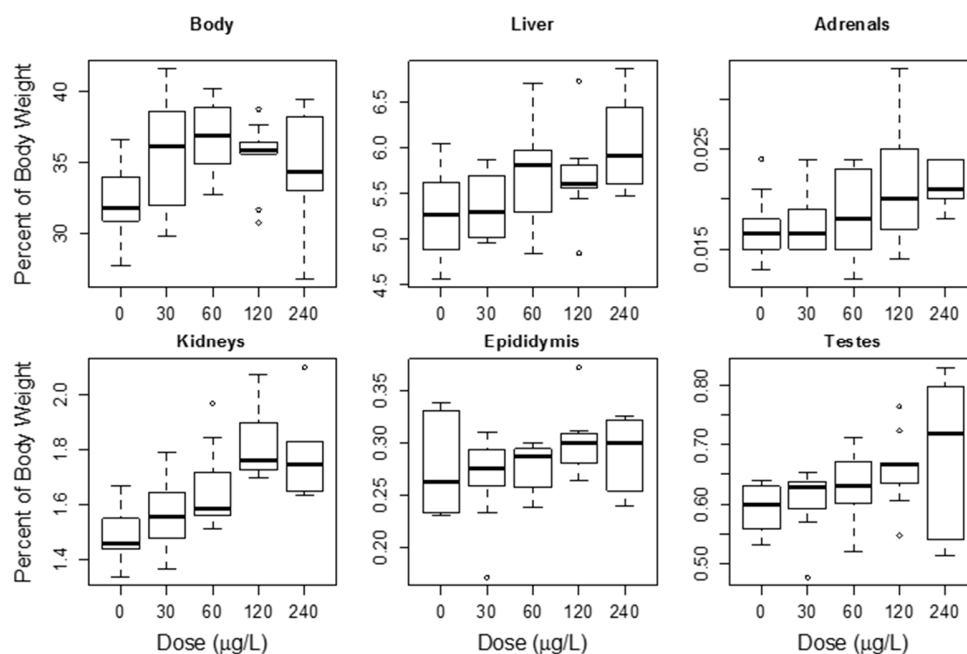 Body Liver Adrenals
Percent of Body Weight
40
35
30
0 30 60 120 240
6.5
6.0
5.5
5.0
4.5
0 30 60 120 240
0.025
0.015
0 30 60 120 240
Kidneys Epididymis Testes
Percent of Body Weight
2.0
1.8
1.6
1.4
0 30 60 120 240
0.35
0.30
0.25
0.20
0 30 60 120 240
0.80
0.70
0.60
0.50
0 30 60 120 240
Dose (µg/L) Dose (µg/L) Dose (µg/L)